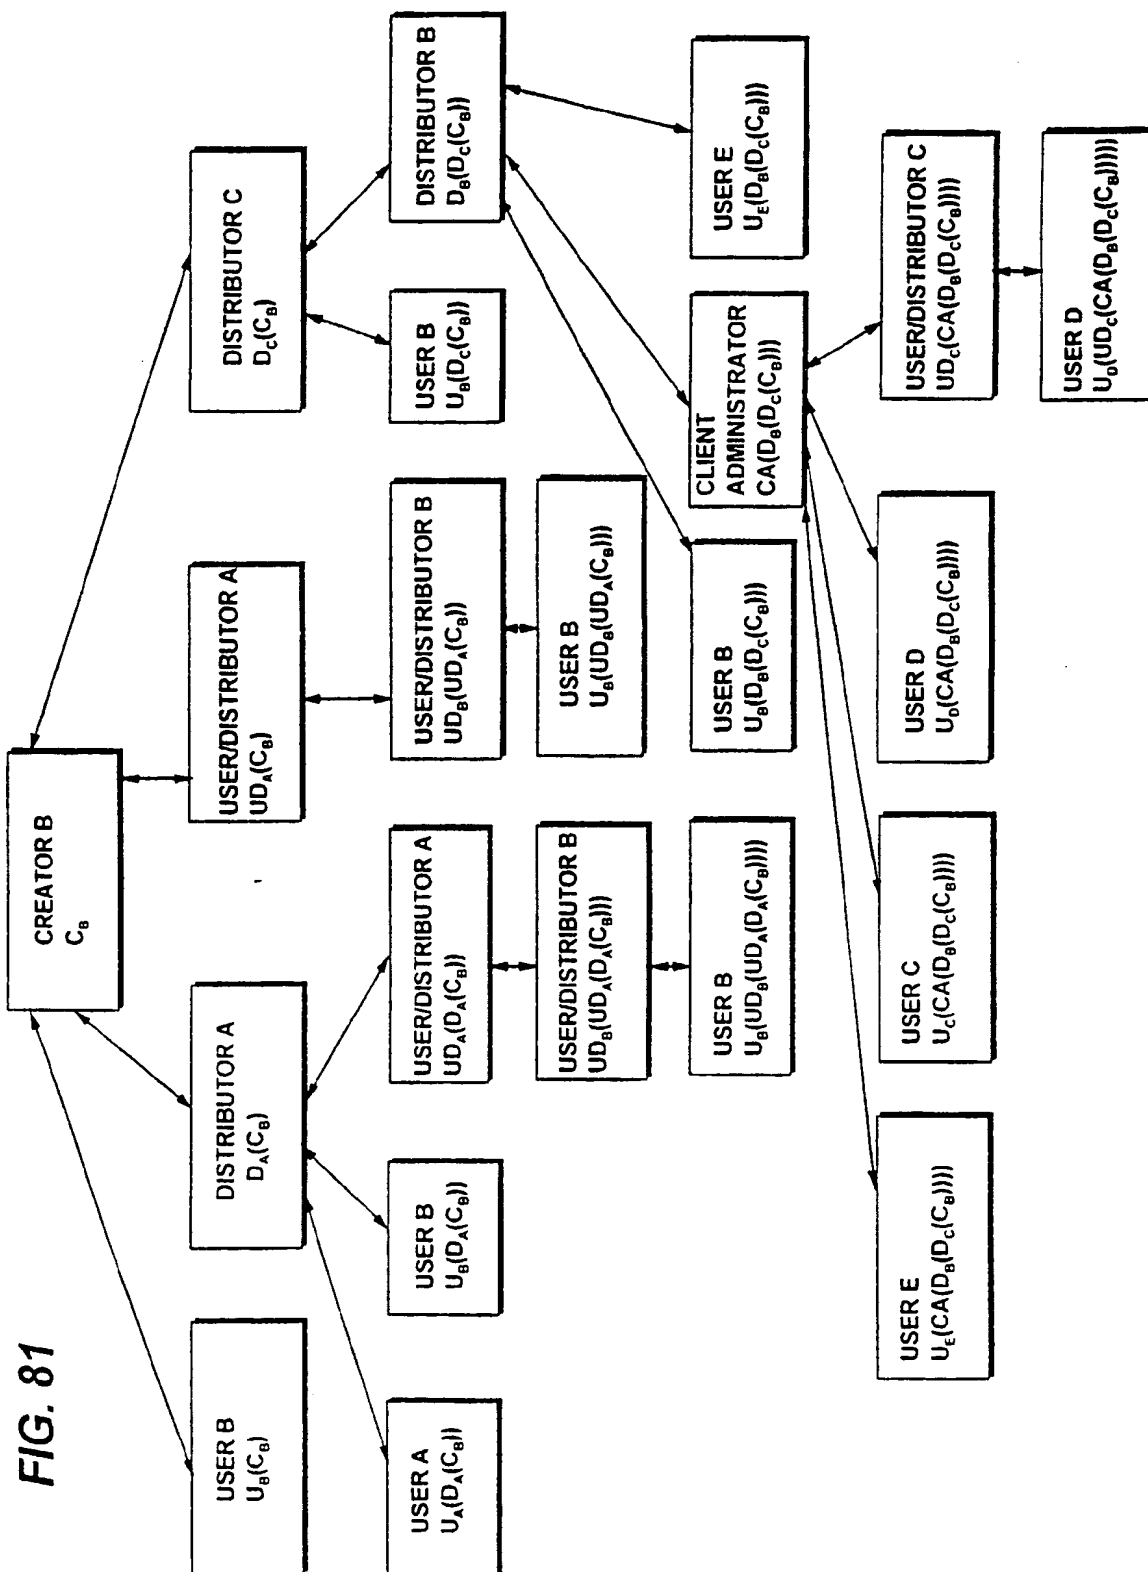 FIG. 81
CREATOR B
C_B
USER B
U_B(C_B)
DISTRIBUTOR A
D_A(C_B)
USER/DISTRIBUTOR A
UD_A(C_B)
DISTRIBUTOR C
D_C(C_B)
USER A
U_A(D_A(C_B))
USER B
U_B(D_A(C_B))
USER/DISTRIBUTOR A
UD_A(D_A(C_B))
USER/DISTRIBUTOR B
UD_B(UD_A(C_B))
USER B
U_B(D_C(C_B))
DISTRIBUTOR B
D_B(D_C(C_B))
USER/DISTRIBUTOR B
UD_B(UD_A(D_A(C_B)))
USER B
U_B(UD_B(UD_A(C_B)))
USER B
U_B(UD_B(UD_A(D_A(C_B))))
USER B
U_B(D_B(D_C(C_B)))
CLIENT
ADMINISTRATOR
CA(D_B(D_C(C_B)))
USER E
U_E(D_B(D_C(C_B)))
USER E
U_E(CA(D_B(D_C(C_B))))
USER C
U_C(CA(D_B(D_C(C_B))))
USER D
U_D(CA(D_B(D_C(C_B))))
USER/DISTRIBUTOR C
UD_C(CA(D_B(D_C(C_B))))
USER D
U_D(UD_C(CA(D_B(D_C(C_B)))))